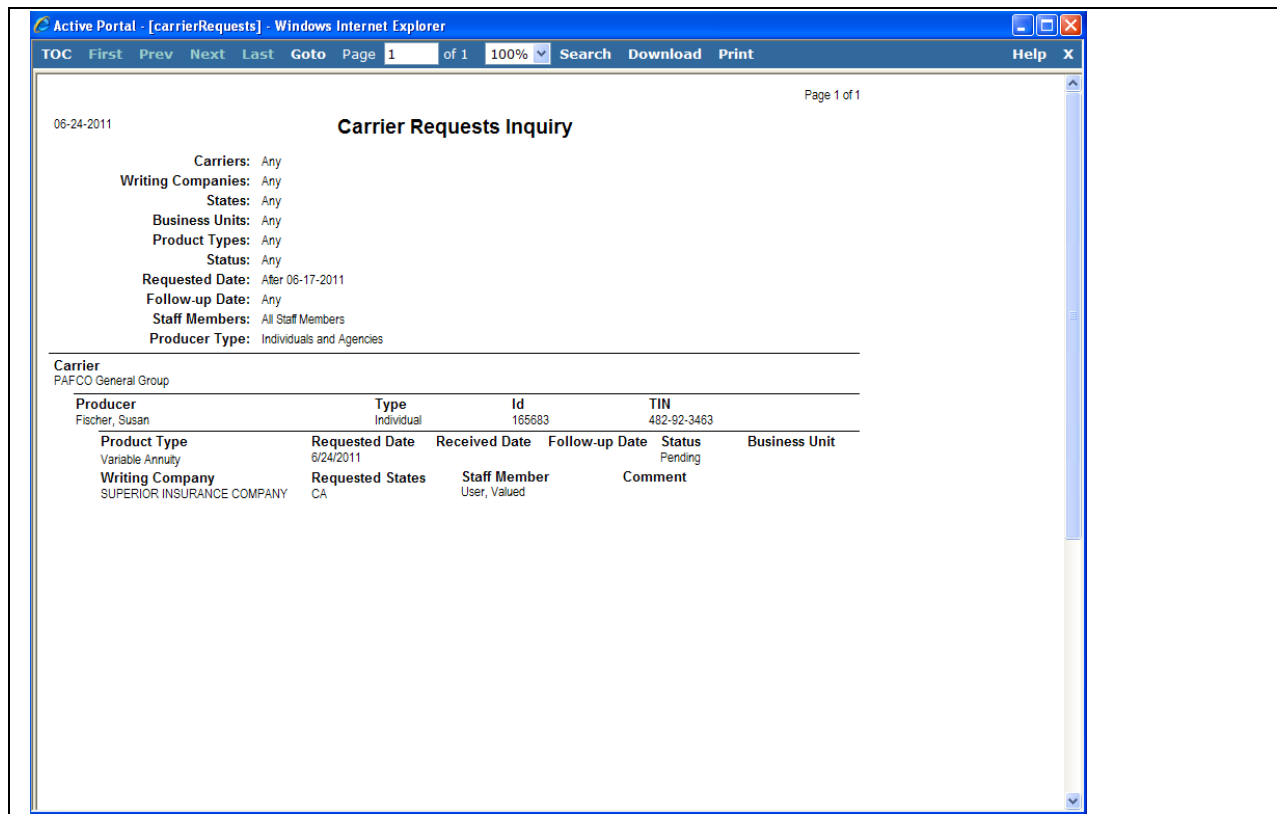 Active Portal - [carrierRequests] - Windows Internet Explorer
TOC First Prev Next Last Goto Page 1 of 1 100% Search Download Print Help X
Page 1 of 1
06-24-2011 Carrier Requests Inquiry
Carriers: Any
Writing Companies: Any
States: Any
Business Units: Any
Product Types: Any
Status: Any
Requested Date: After 06-17-2011
Follow-up Date: Any
Staff Members: All Staff Members
Producer Type: Individuals and Agencies
Carrier
PAFCO General Group
Producer Type Id TIN
Fischer, Susan Individual 165683 482-92-3463
Product Type Requested Date Received Date Follow-up Date Status Business Unit
Variable Annuity 6/24/2011 Pending
Writing Company Requested States Staff Member Comment
SUPERIOR INSURANCE COMPANY CA User, Valued